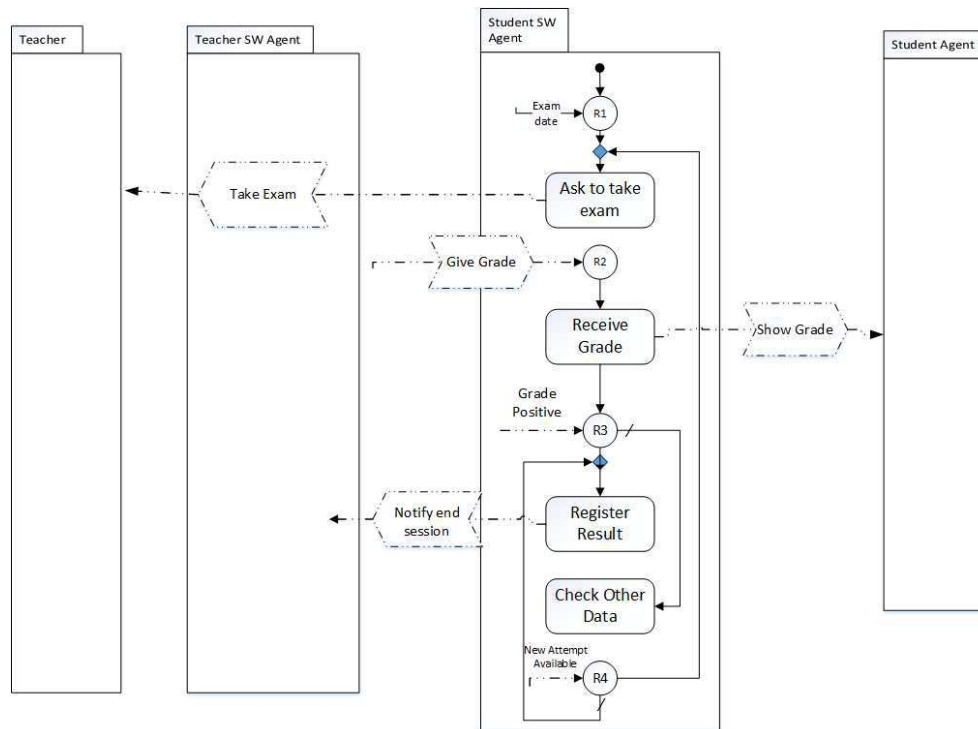 Teacher
Teacher SW Agent
Student SW
Agent
Student Agent
Exam
date
R1
Take Exam
Ask to take
exam
Give Grade
R2
Receive
Grade
Show Grade
Grade
Positive
R3
Notify end
session
Register
Result
Check Other
Data
New Attempt
Available
R4